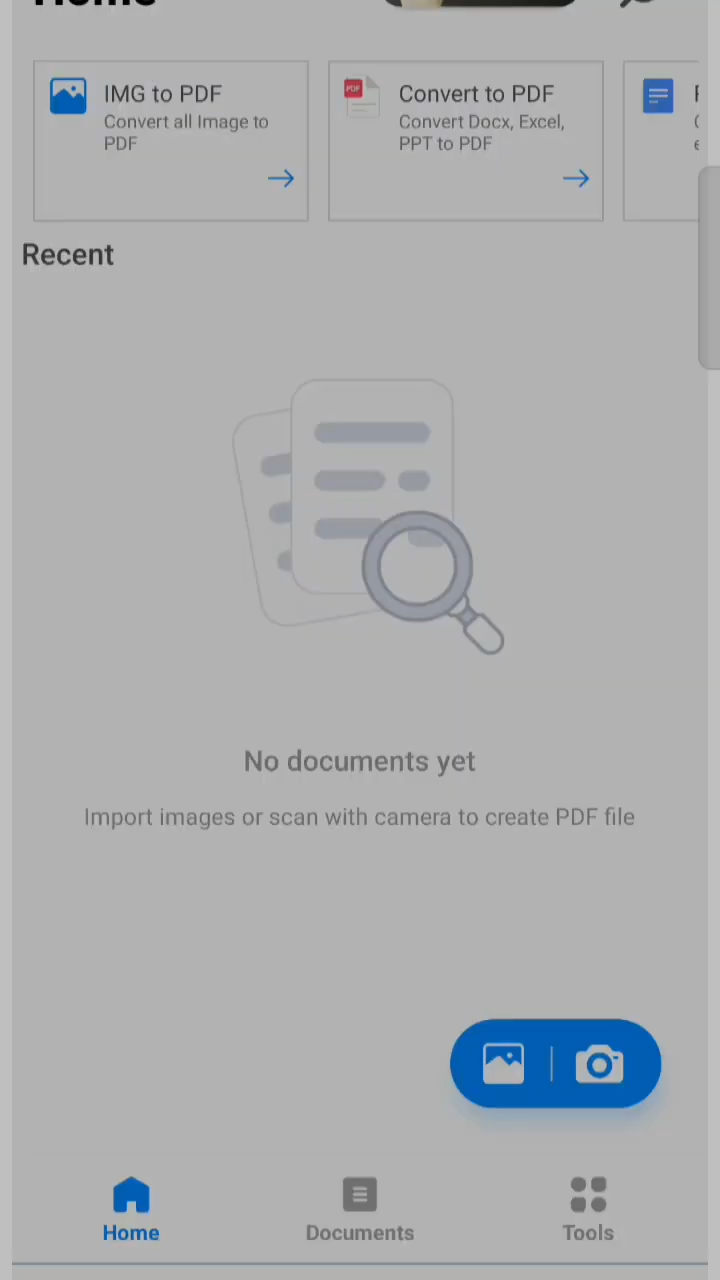 Home
IMG to PDF
Convert all Image to
PDF
Convert to PDF
Convert Docx, Excel,
PPT to PDF
PDF
Recent
No documents yet
Import images or scan with camera to create PDF file
Home
Documents
Tools